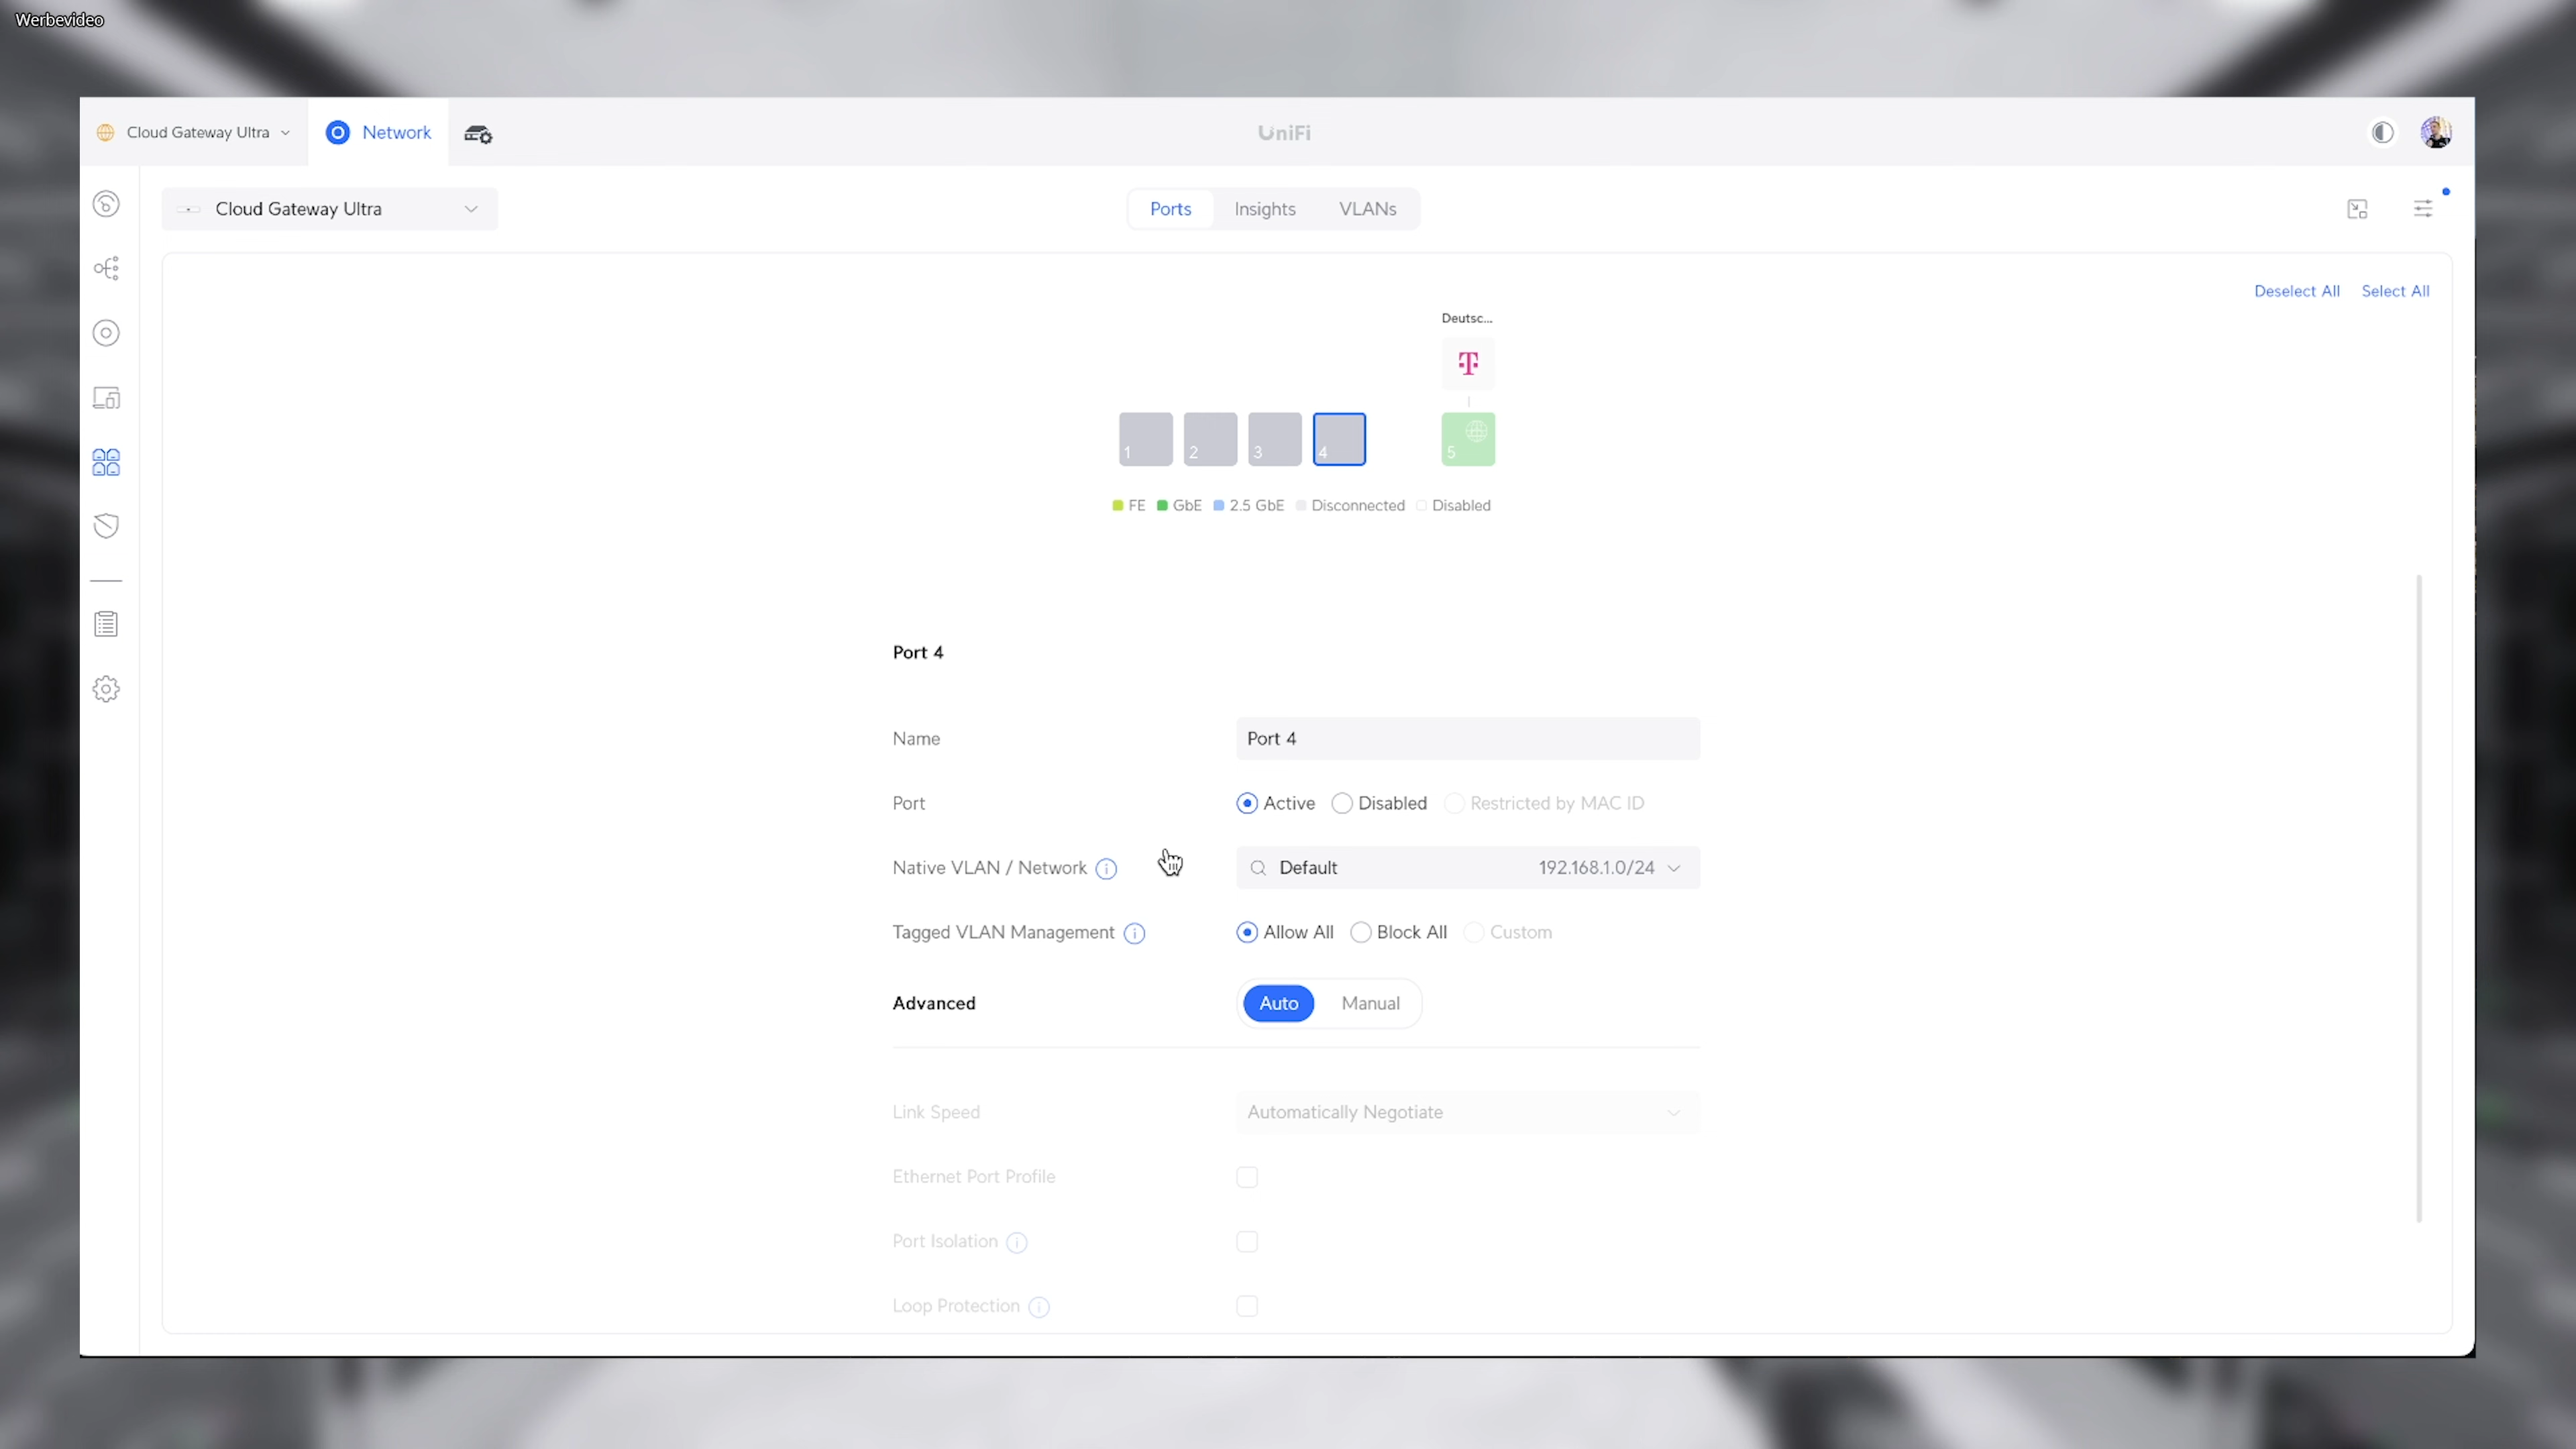 Werbevideo
Cloud Gateway Ultra
Network
UniFi
Cloud Gateway Ultra
Ports
Insights
VLANs
Deselect All
Select All
Deutsc...
T
1
2
3
4
5
FE
GbE
2.5 GbE
Disconnected
Disabled
Port 4
Name
Port 4
Port
Active
Disabled
Restricted by MAC ID
Native VLAN / Network
Default
192.168.1.0/24
Tagged VLAN Management
Allow All
Block All
Custom
Advanced
Auto
Manual
Link Speed
Automatically Negotiate
Ethernet Port Profile
Port Isolation
Loop Protection